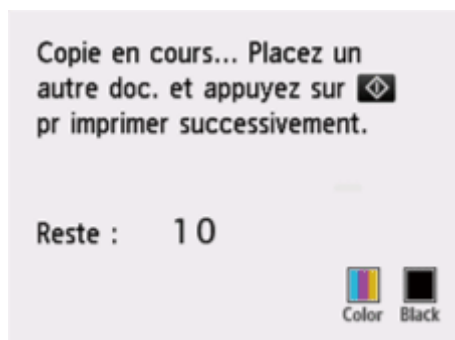 Copie en cours... Placez un
autre doc. et appuyez sur
pr imprimer successivement.
Reste : 10
Color Black